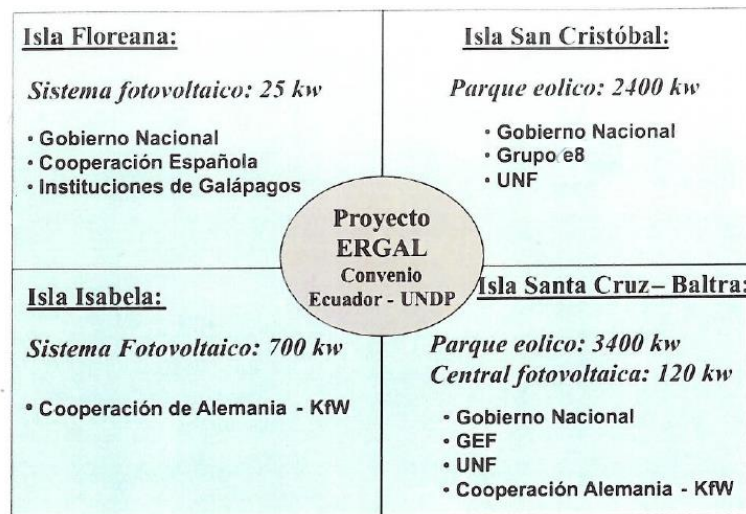 Isla Floreana:
Sistema fotovoltaico: 25 kw
• Gobierno Nacional
• Cooperación Española
• Instituciones de Galápagos
Isla San Cristóbal:
Parque eolico: 2400 kw
• Gobierno Nacional
• Grupo e8
• UNF
Proyecto
ERGAL
Convenio
Ecuador - UNDP
Isla Isabela:
Sistema Fotovoltaico: 700 kw
• Cooperación de Alemania - KfW
Isla Santa Cruz– Baltra:
Parque eolico: 3400 kw
Central fotovoltaica: 120 kw
• Gobierno Nacional
• GEF
• UNF
• Cooperación Alemania - KfW